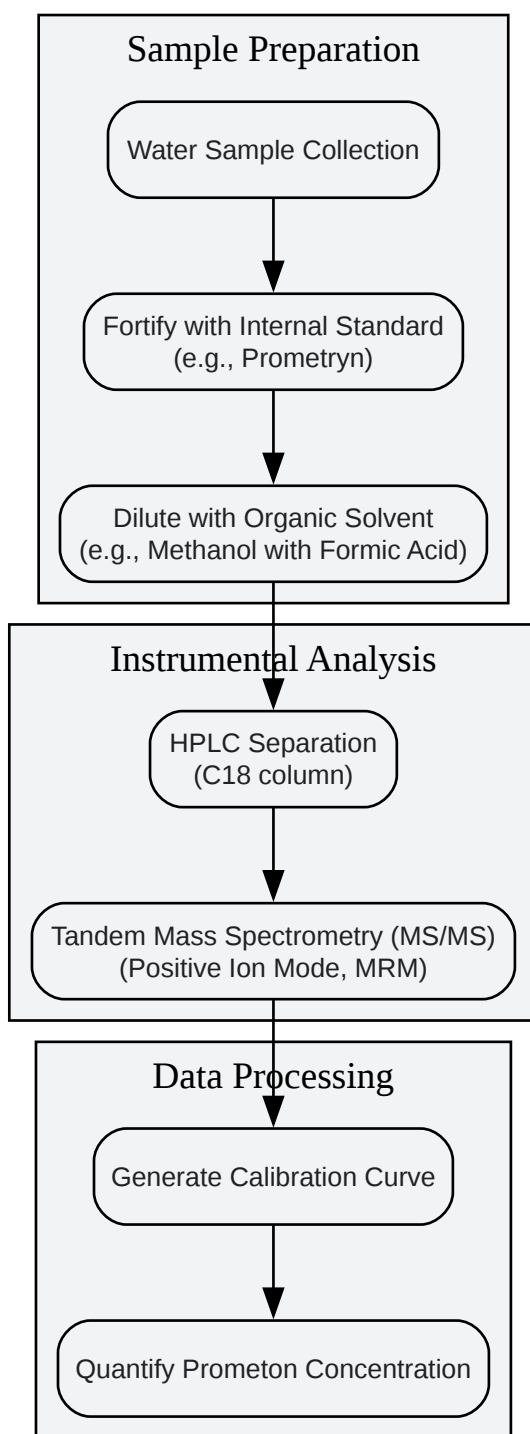 Sample Preparation
Water Sample Collection
Fortify with Internal Standard
(e.g., Prometryn)
Dilute with Organic Solvent
(e.g., Methanol with Formic Acid)
Instrumental Analysis
HPLC Separation
(C18 column)
Tandem Mass Spectrometry (MS/MS)
(Positive Ion Mode, MRM)
Data Processing
Generate Calibration Curve
Quantify Prometon Concentration